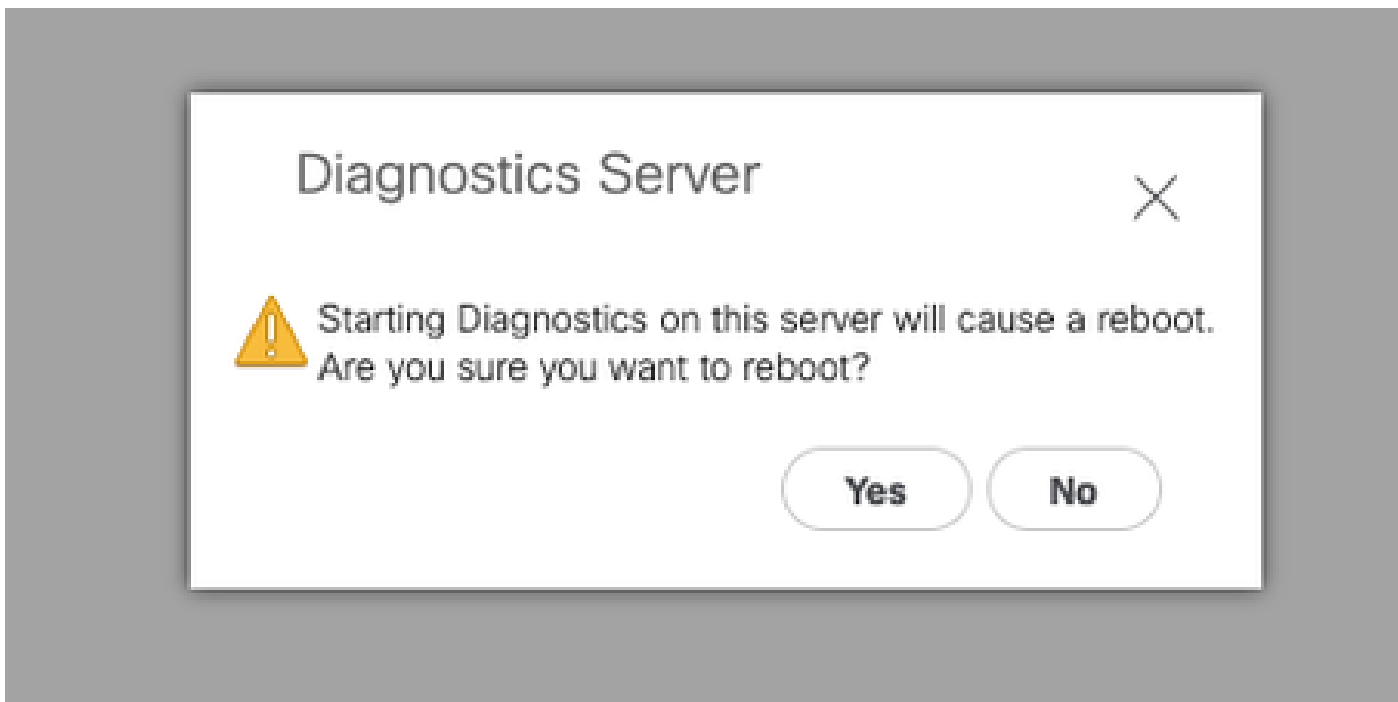 Diagnostics Server
Starting Diagnostics on this server will cause a reboot.
Are you sure you want to reboot?
Yes No